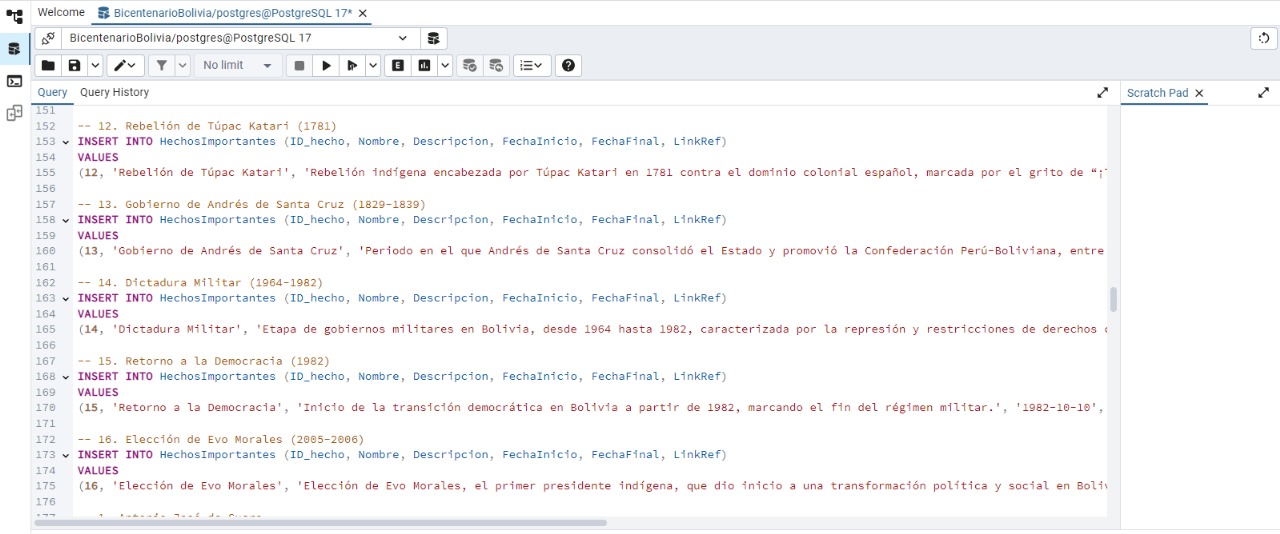 Welcome
BicentenarioBolivia/postgres@PostgreSQL 17*
BicentenarioBolivia/postgres@PostgreSQL 17
No limit
Query
Query History
Scratch Pad
151
152 -- 12. Rebelión de Túpac Katari (1781)
153 INSERT INTO HechosImportantes (ID_hecho, Nombre, Descripcion, FechaInicio, FechaFinal, LinkRef)
154 VALUES
155 (12, 'Rebelión de Túpac Katari', 'Rebelión indígena encabezada por Túpac Katari en 1781 contra el dominio colonial español, marcada por el grito de “¡
156
157 -- 13. Gobierno de Andrés de Santa Cruz (1829-1839)
158 INSERT INTO HechosImportantes (ID_hecho, Nombre, Descripcion, FechaInicio, FechaFinal, LinkRef)
159 VALUES
160 (13, 'Gobierno de Andrés de Santa Cruz', 'Periodo en el que Andrés de Santa Cruz consolidó el Estado y promovió la Confederación Perú-Boliviana, entre
161
162 -- 14. Dictadura Militar (1964-1982)
163 INSERT INTO HechosImportantes (ID_hecho, Nombre, Descripcion, FechaInicio, FechaFinal, LinkRef)
164 VALUES
165 (14, 'Dictadura Militar', 'Etapa de gobiernos militares en Bolivia, desde 1964 hasta 1982, caracterizada por la represión y restricciones de derechos
166
167 -- 15. Retorno a la Democracia (1982)
168 INSERT INTO HechosImportantes (ID_hecho, Nombre, Descripcion, FechaInicio, FechaFinal, LinkRef)
169 VALUES
170 (15, 'Retorno a la Democracia', 'Inicio de la transición democrática en Bolivia a partir de 1982, marcando el fin del régimen militar.', '1982-10-10',
171
172 -- 16. Elección de Evo Morales (2005-2006)
173 INSERT INTO HechosImportantes (ID_hecho, Nombre, Descripcion, FechaInicio, FechaFinal, LinkRef)
174 VALUES
175 (16, 'Elección de Evo Morales', 'Elección de Evo Morales, el primer presidente indígena, que dio inicio a una transformación política y social en Boliv
176